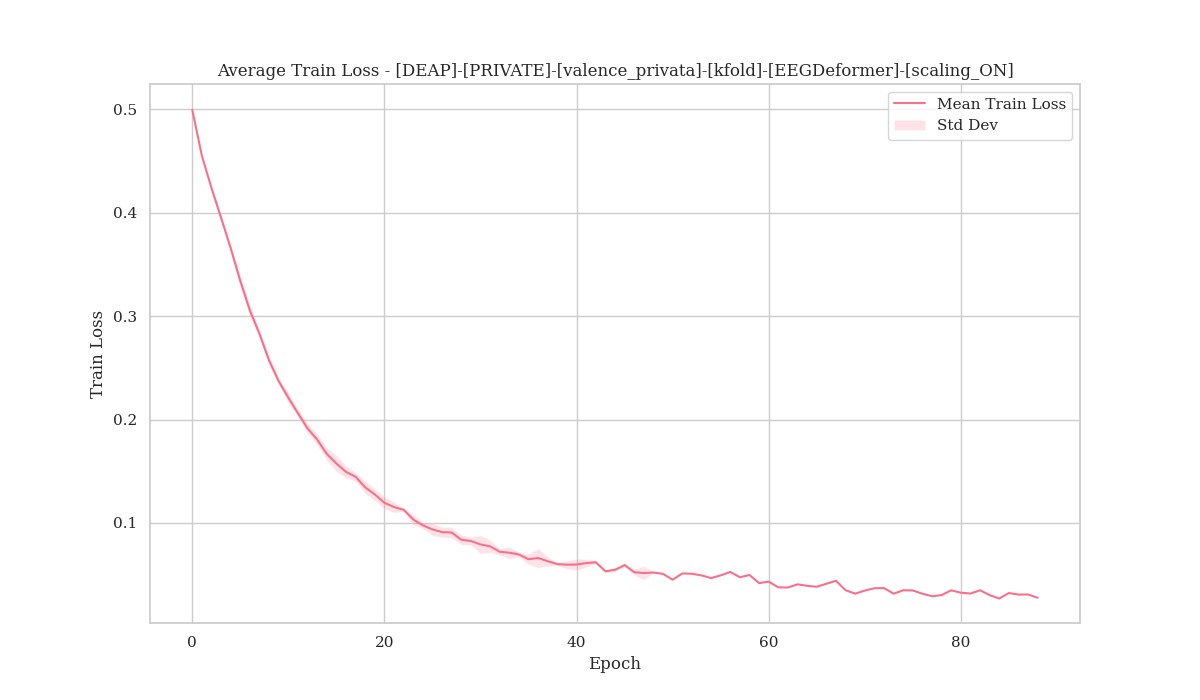 Average Train Loss - [DEAP]-[PRIVATE]-[valence_privata]-[kfold]-[EEGDeformer]-[scaling_ON]
Mean Train Loss
Std Dev
0.5
0.4
0.3
0.2
0.1
Train Loss
0 20 40 60 80
Epoch